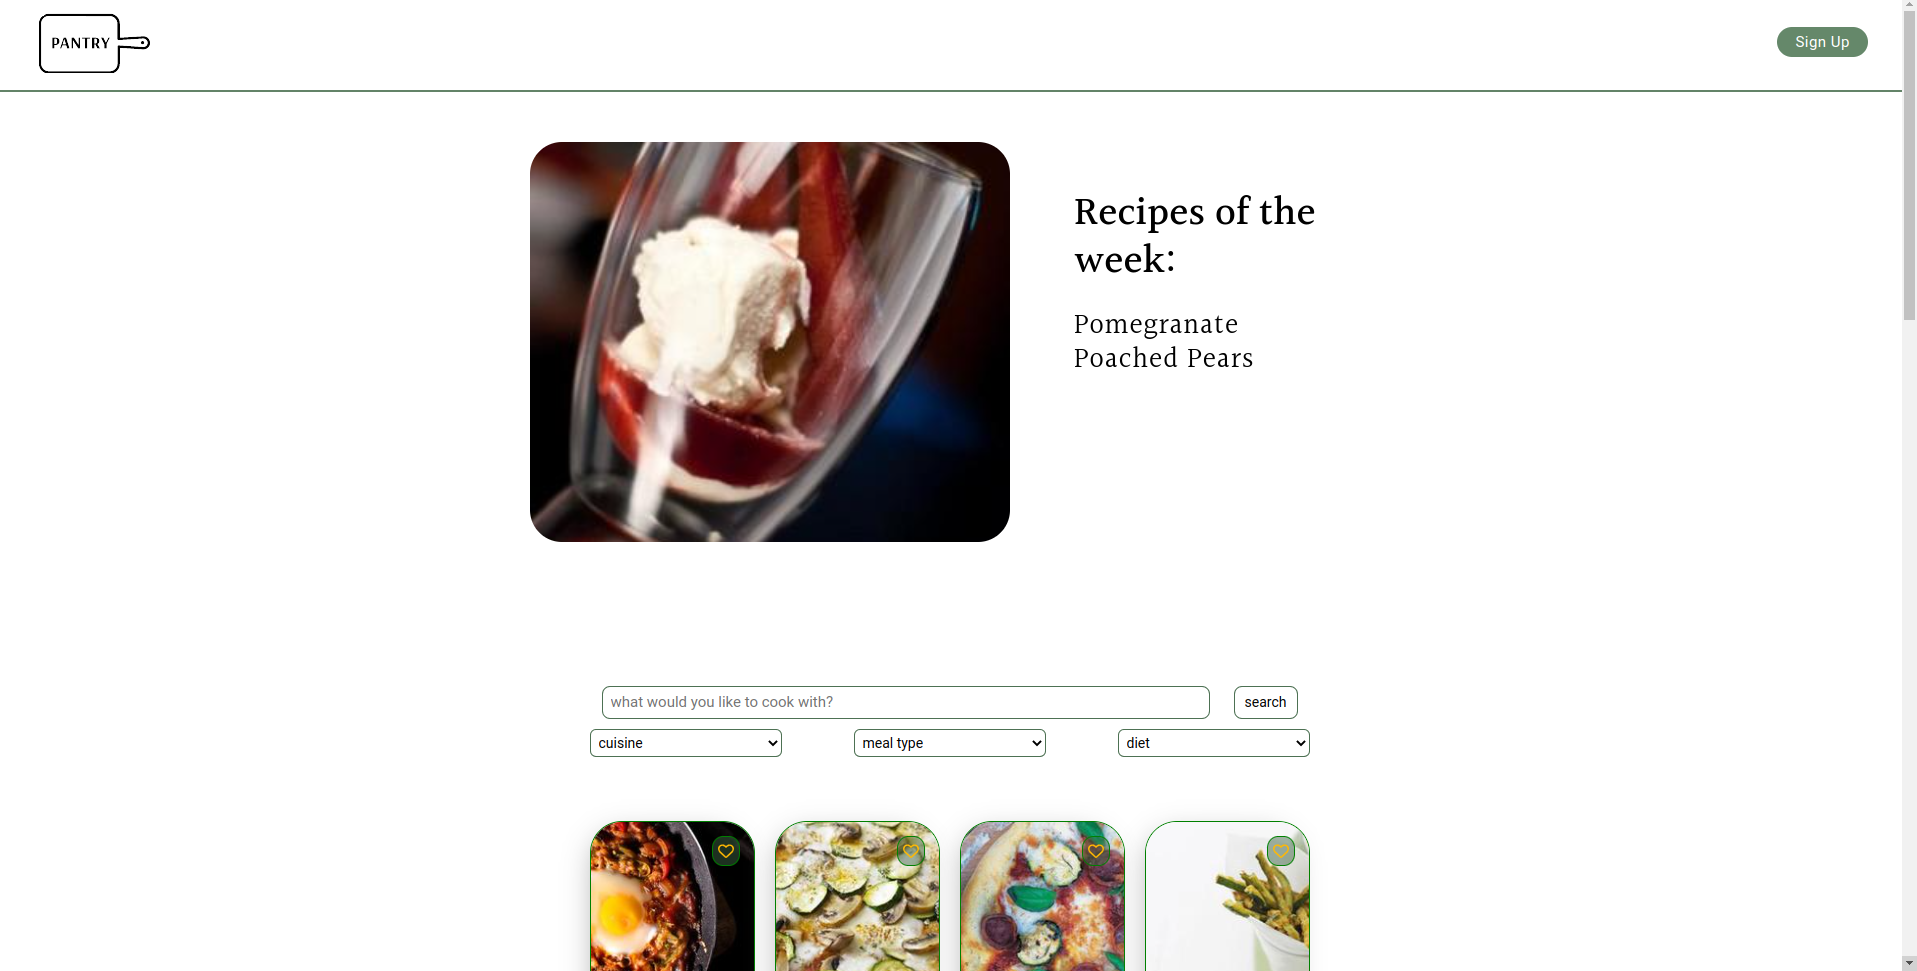 PANTRY
Sign Up
Recipes of the
week:
Pomegranate
Poached Pears
what would you like to cook with?
search
cuisine
meal type
diet